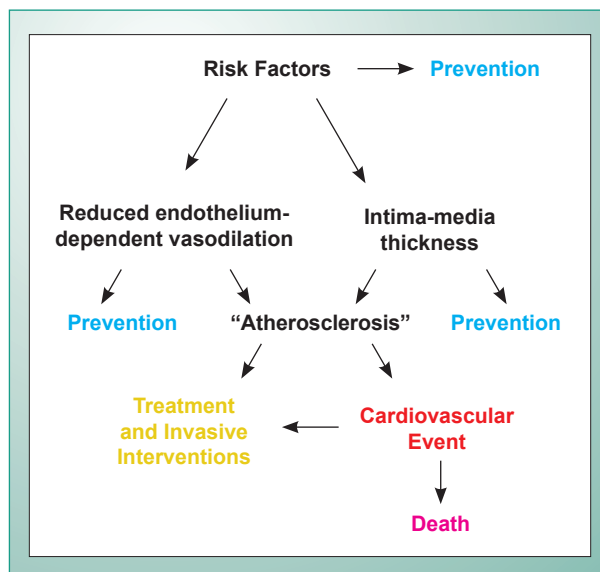 Risk Factors
Prevention
Reduced endothelium-
dependent vasodilation
Intima-media
thickness
Prevention
“Atherosclerosis”
Prevention
Treatment
and Invasive
Interventions
Cardiovascular
Event
Death